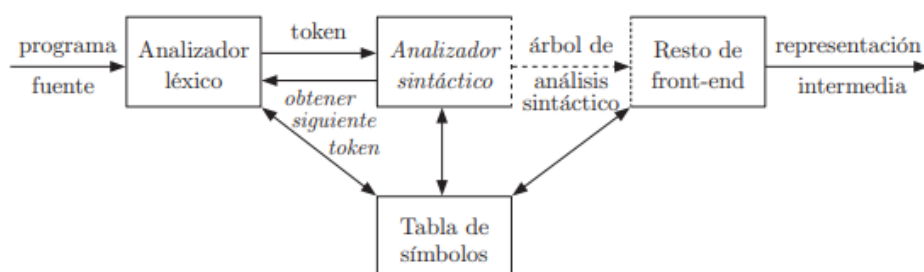 programa
fuente
Analizador
léxico
token
obtener
siguiente
token
Analizador
sintáctico
árbol de
análisis
sintáctico
Resto de
front-end
representación
intermedia
Tabla de
símbolos